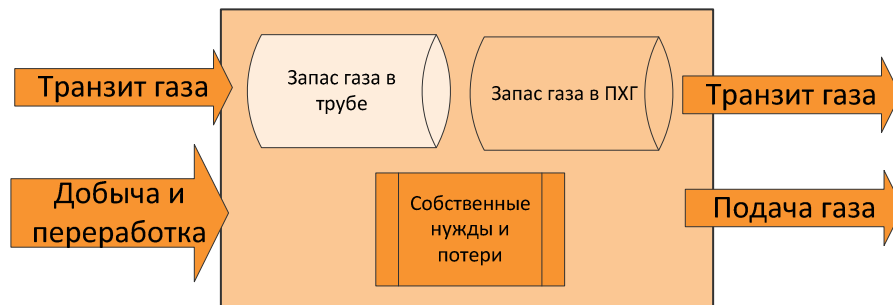 Транзит газа
Запас газа в
трубе
Запас газа в ПХГ
Транзит газа
Добыча и
переработка
Собственные
нужды и
потери
Подача газа